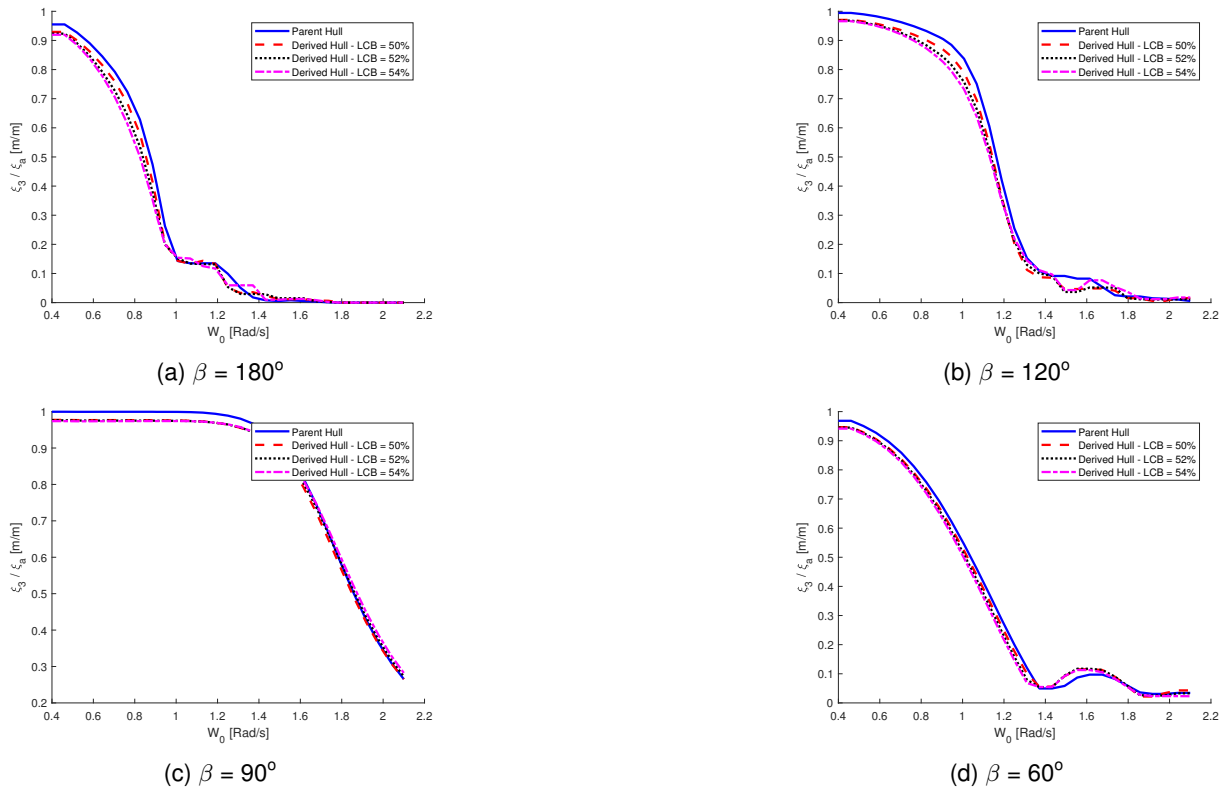 1
0.9
0.8
0.7
0.6
0.5
0.4
0.3
0.2
0.1
0
ξ3 / ξa [m/m]
Parent Hull
Derived Hull - LCB = 50%
Derived Hull - LCB = 52%
Derived Hull - LCB = 54%
0.4 0.6 0.8 1 1.2 1.4 1.6 1.8 2 2.2
W0 [Rad/s]
(a) β = 180º
1
0.9
0.8
0.7
0.6
0.5
0.4
0.3
0.2
0.1
0
ξ3 / ξa [m/m]
Parent Hull
Derived Hull - LCB = 50%
Derived Hull - LCB = 52%
Derived Hull - LCB = 54%
0.4 0.6 0.8 1 1.2 1.4 1.6 1.8 2 2.2
W0 [Rad/s]
(b) β = 120º
1
0.9
0.8
0.7
0.6
0.5
0.4
0.3
0.2
ξ3 / ξa [m/m]
Parent Hull
Derived Hull - LCB = 50%
Derived Hull - LCB = 52%
Derived Hull - LCB = 54%
0.4 0.6 0.8 1 1.2 1.4 1.6 1.8 2 2.2
W0 [Rad/s]
(c) β = 90º
1
0.9
0.8
0.7
0.6
0.5
0.4
0.3
0.2
0.1
0
ξ3 / ξa [m/m]
Parent Hull
Derived Hull - LCB = 50%
Derived Hull - LCB = 52%
Derived Hull - LCB = 54%
0.4 0.6 0.8 1 1.2 1.4 1.6 1.8 2 2.2
W0 [Rad/s]
(d) β = 60º